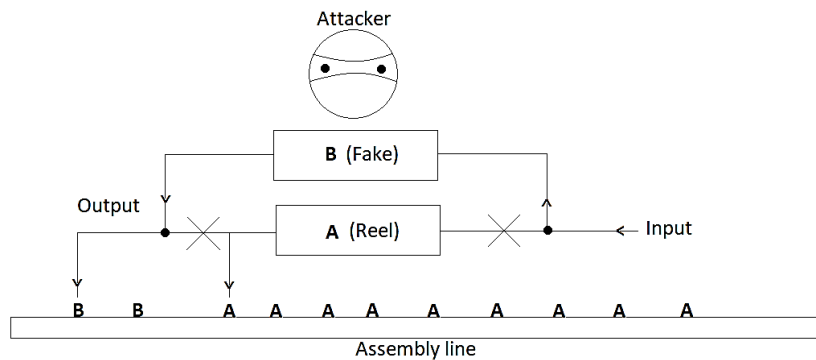 Attacker
B (Fake)
Output
A (Reel)
Input
B B A A A A A A A A A
Assembly line